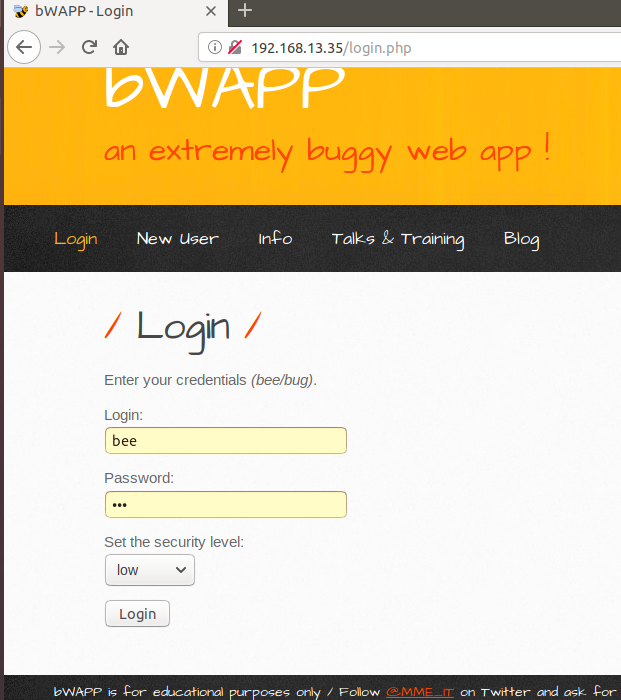 bWAPP - Login
192.168.13.35/login.php
bWAPP
an extremely buggy web app !
Login New User Info Talks & Training Blog
/ Login /
Enter your credentials (bee/bug).
Login:
bee
Password:
•••
Set the security level:
low
Login
bWAPP is for educational purposes only / Follow @MME_IT on Twitter and ask for